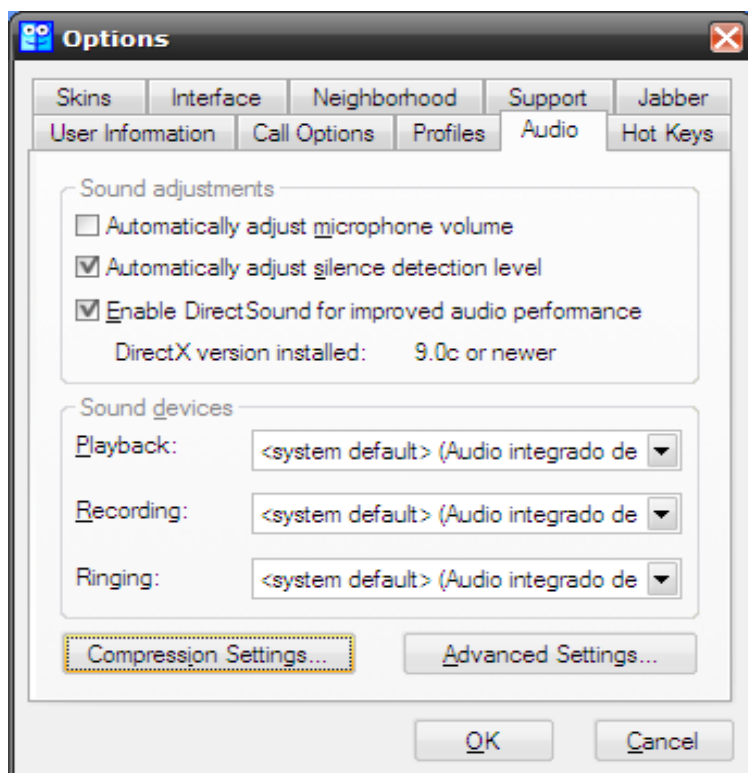 Options
Skins Interface Neighborhood Support Jabber
User Information Call Options Profiles Audio Hot Keys
Sound adjustments
Automatically adjust microphone volume
Automatically adjust silence detection level
Enable DirectSound for improved audio performance
DirectX version installed: 9.0c or newer
Sound devices
Playback: <system default> (Audio integrado de
Recording: <system default> (Audio integrado de
Ringing: <system default> (Audio integrado de
Compression Settings... Advanced Settings...
OK Cancel